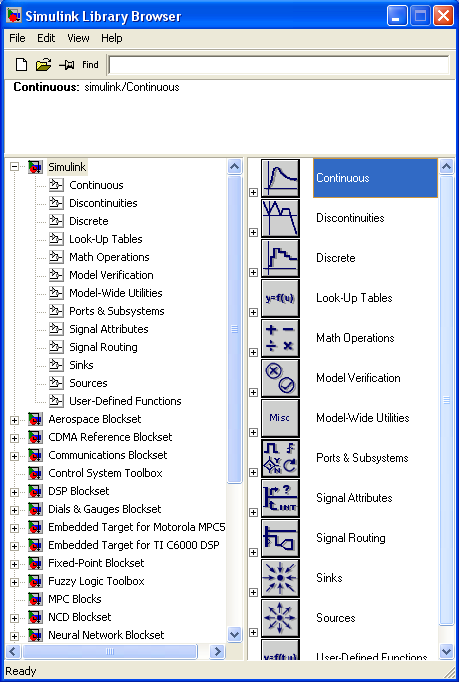 Simulink Library Browser
File Edit View Help
Find
Continuous: simulink/Continuous
Simulink
Continuous
Discontinuities
Discrete
Look-Up Tables
Math Operations
Model Verification
Model-Wide Utilities
Ports & Subsystems
Signal Attributes
Signal Routing
Sinks
Sources
User-Defined Functions
Aerospace Blockset
CDMA Reference Blockset
Communications Blockset
Control System Toolbox
DSP Blockset
Dials & Gauges Blockset
Embedded Target for Motorola MPC5
Embedded Target for TI C6000 DSP
Fixed-Point Blockset
Fuzzy Logic Toolbox
MPC Blocks
NCD Blockset
Neural Network Blockset
Continuous
Discontinuities
Discrete
y=f(u) Look-Up Tables
+ − ÷ × Math Operations
Model Verification
Misc Model-Wide Utilities
Y N Ports & Subsystems
? INT Signal Attributes
Signal Routing
Sinks
Sources
y=f(u) User-Defined Functions
Ready